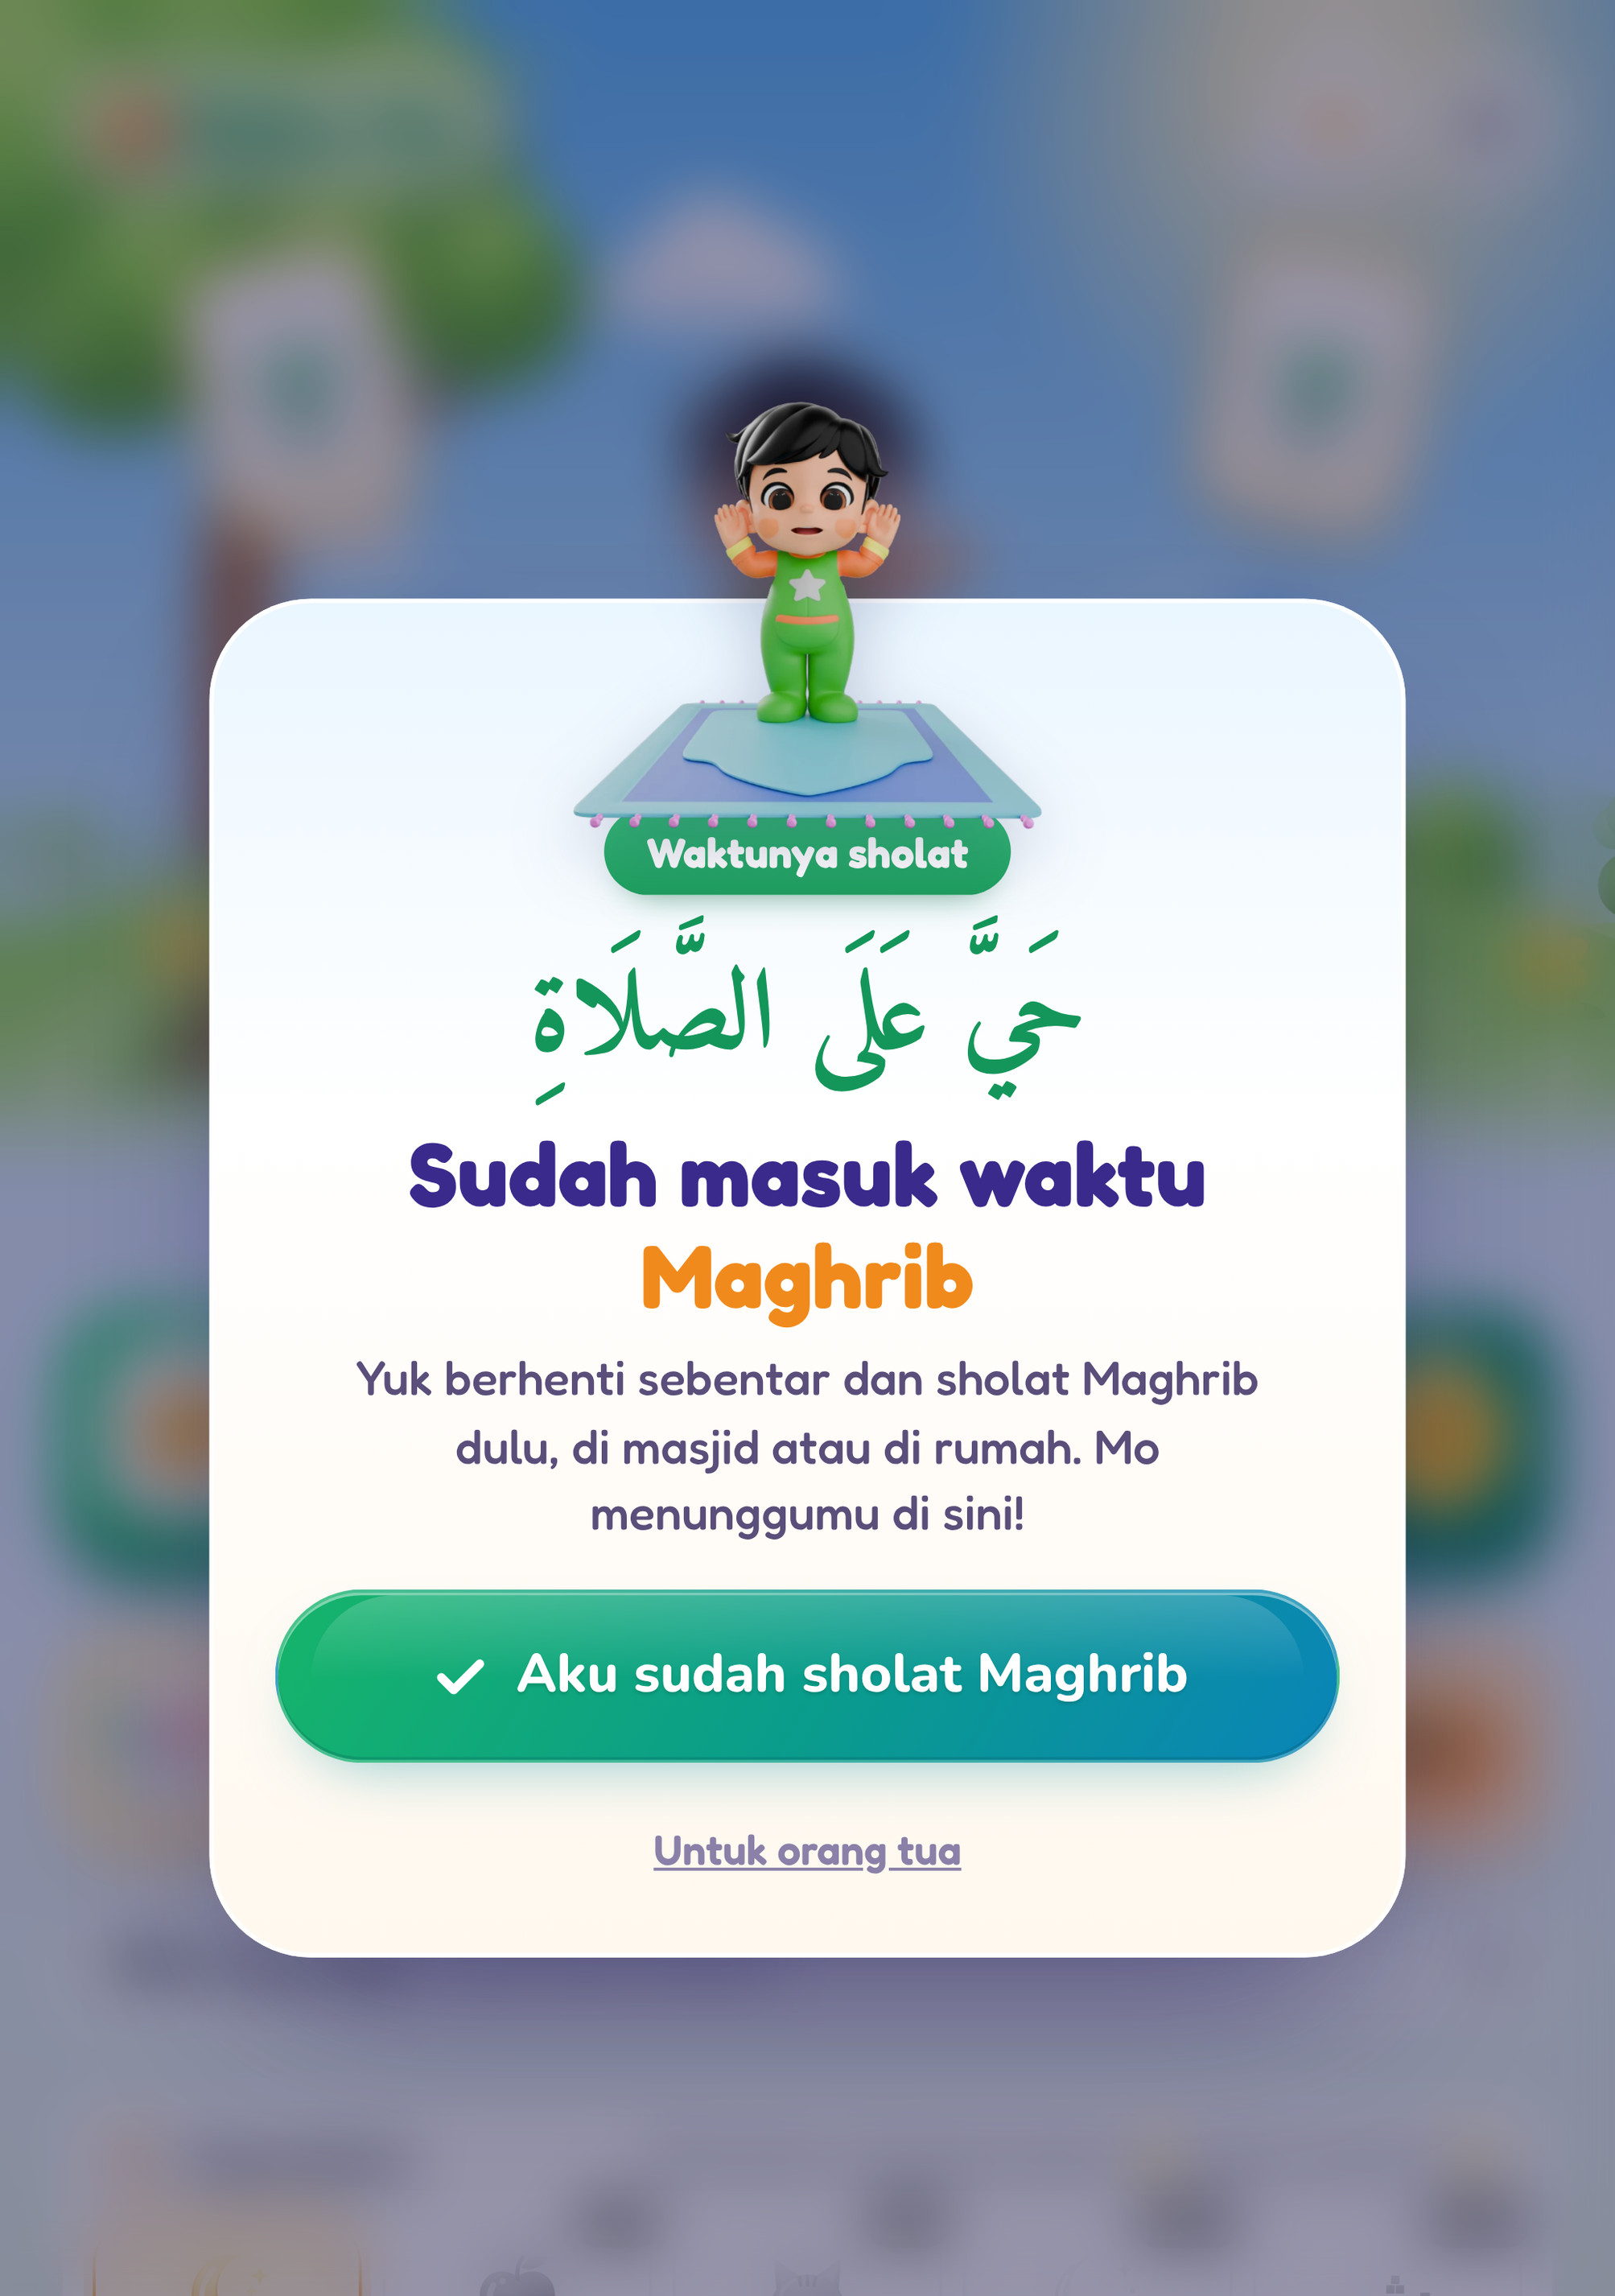 Waktunya sholat
حَيَّ عَلَى الصَّلَاةِ
Sudah masuk waktu
Maghrib
Yuk berhenti sebentar dan sholat Maghrib
dulu, di masjid atau di rumah. Mo
menunggumu di sini!
Aku sudah sholat Maghrib
Untuk orang tua